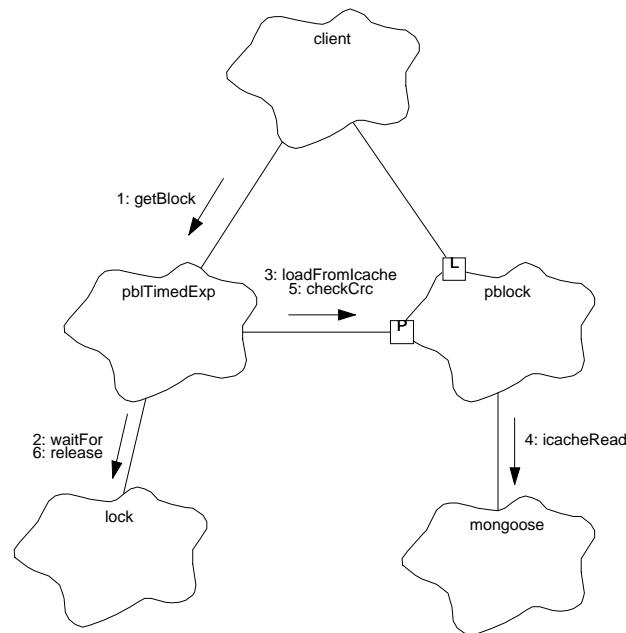 client
1: getBlock
L
3: loadFromIcache
5: checkCrc
pblTimedExp
pblock
P
2: waitFor
6: release
4: icacheRead
lock
mongoose